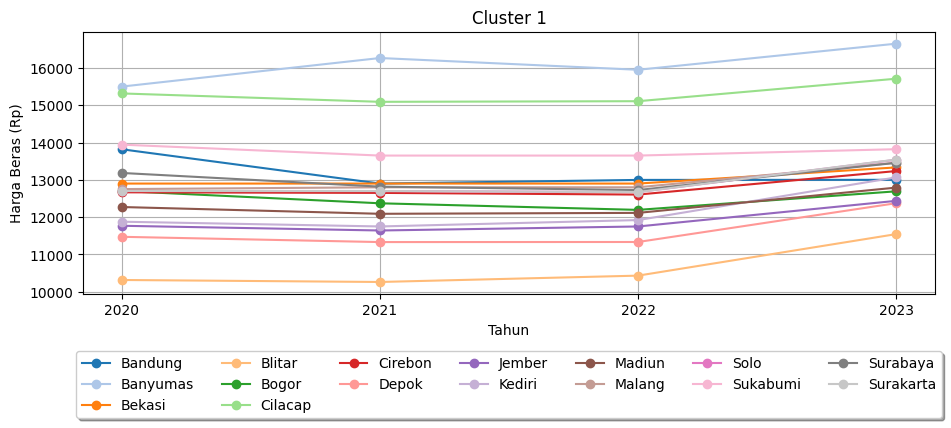 Cluster 1
16000
15000
14000
13000
12000
11000
10000
Harga Beras (Rp)
2020 2021 2022 2023
Tahun
Bandung Blitar Cirebon Jember Madiun Solo Surabaya
Banyumas Bogor Depok Kediri Malang Sukabumi Surakarta
Bekasi Cilacap